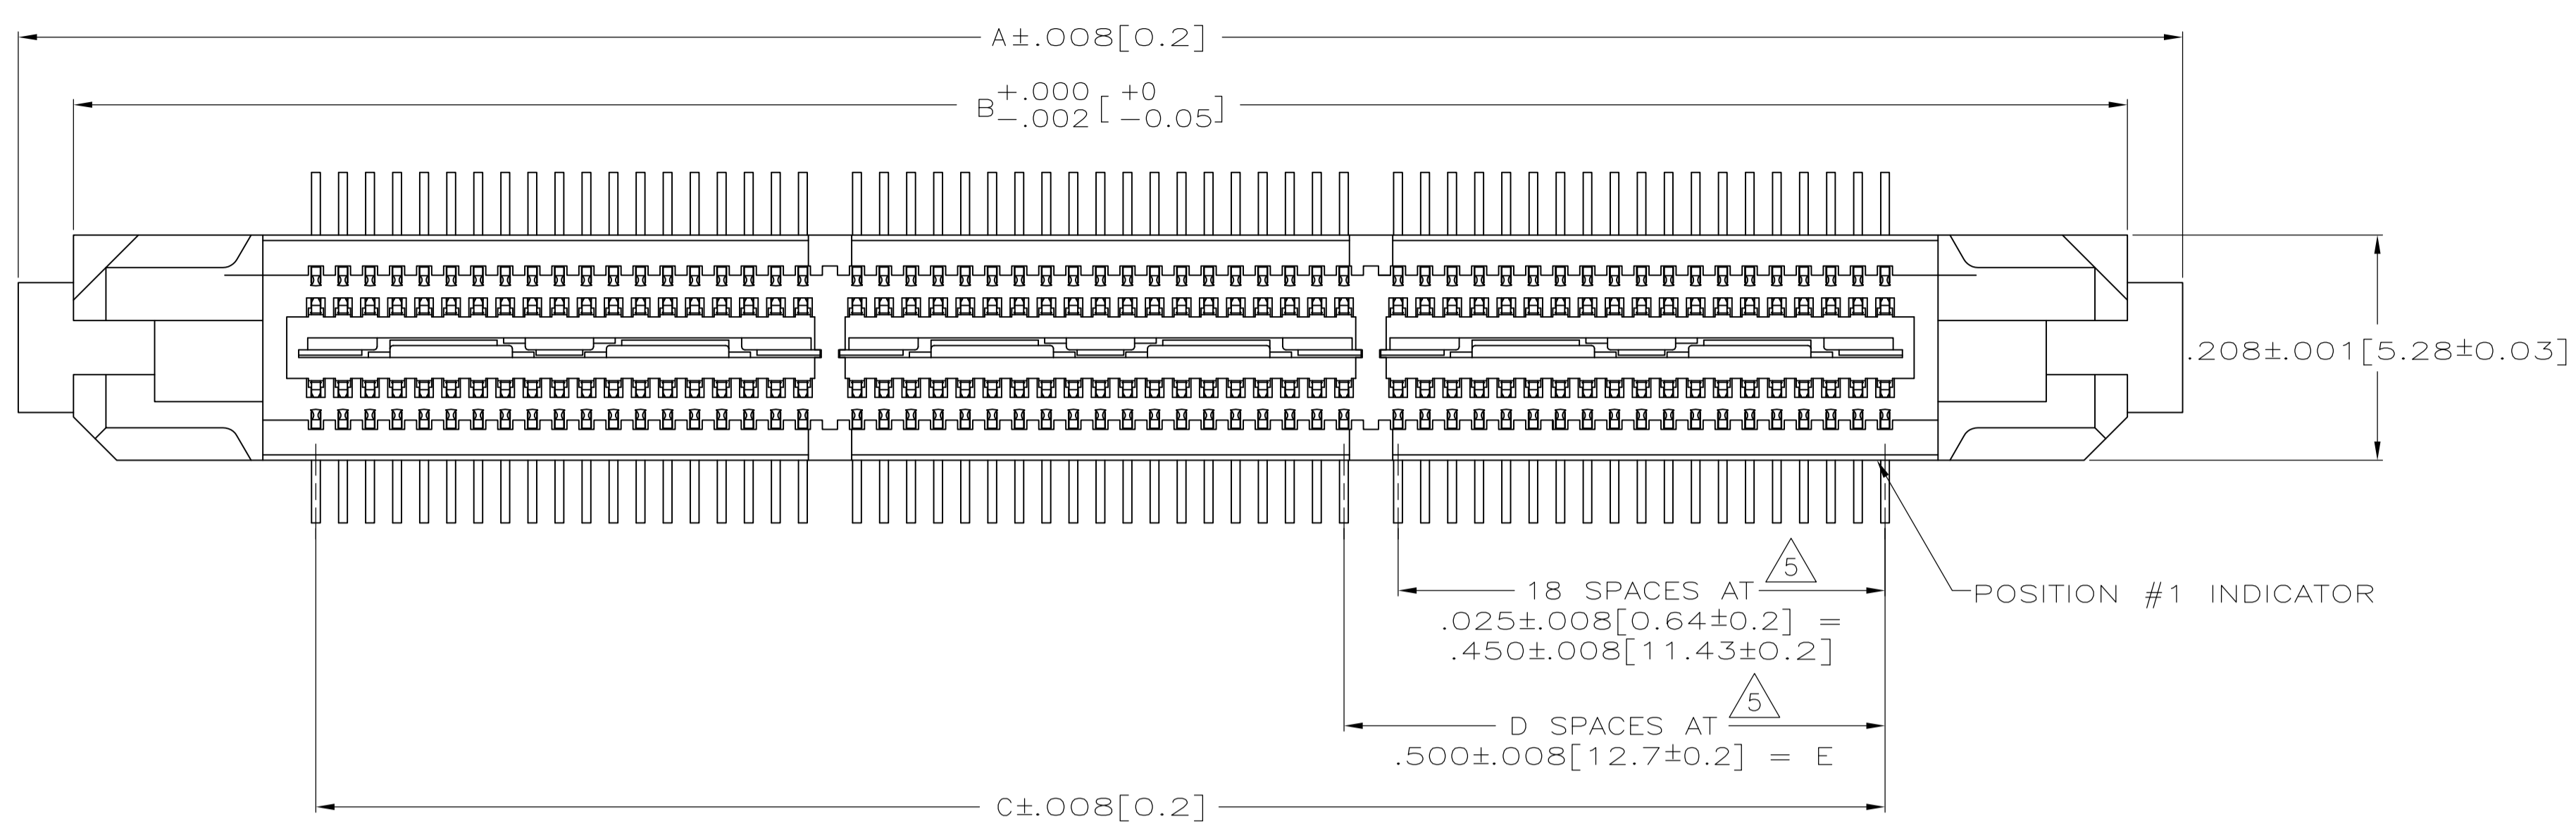 A±.008[0.2]
B +.000 -.002 [ +0 -0.05]
.208±.001[5.28±0.03]
5
18 SPACES AT
.025±.008[0.64±0.2] =
.450±.008[11.43±0.2]
POSITION #1 INDICATOR
5
D SPACES AT
.500±.008[12.7±0.2] = E
C±.008[0.2]